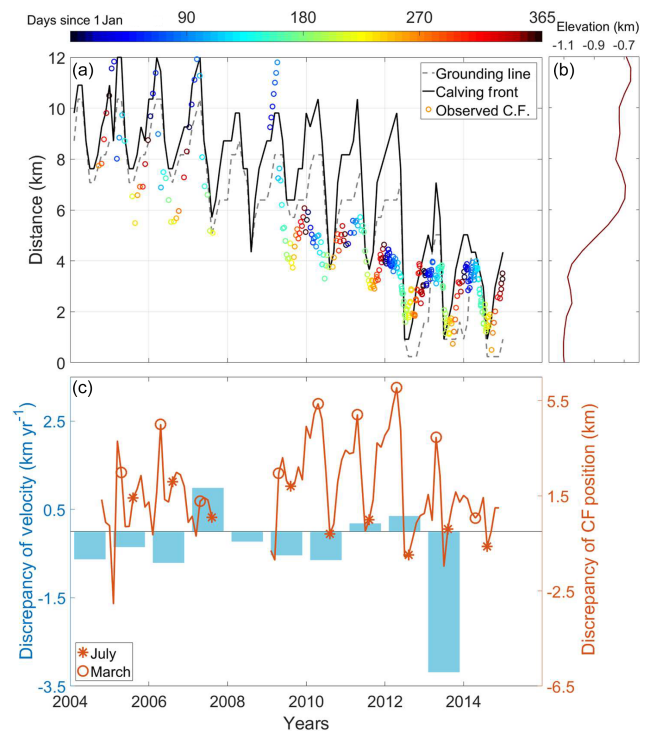 Days since 1 Jan 90 180 270 365
Elevation (km)
-1.1 -0.9 -0.7
(a)
(b)
Grounding line
Calving front
Observed C.F.
12
10
8
6
4
2
0
Distance (km)
(c)
2.5
0.5
-1.5
-3.5
Discrepancy of velocity (km yr-1)
5.5
1.5
-2.5
-6.5
Discrepancy of CF position (km)
July
March
2004 2006 2008 2010 2012 2014
Years